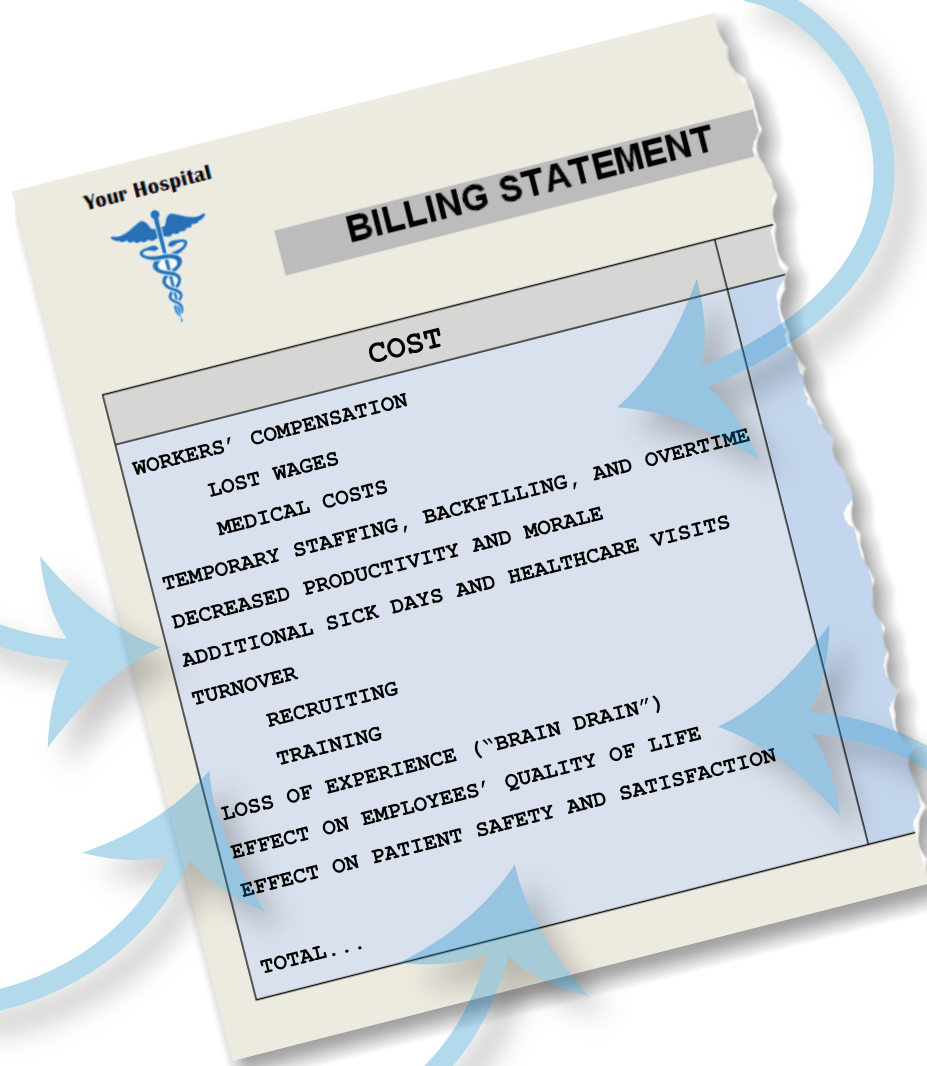 Your Hospital
BILLING STATEMENT
COST
WORKERS’ COMPENSATION
LOST WAGES
MEDICAL COSTS
TEMPORARY STAFFING, BACKFILLING, AND OVERTIME
DECREASED PRODUCTIVITY AND MORALE
ADDITIONAL SICK DAYS AND HEALTHCARE VISITS
TURNOVER
RECRUITING
TRAINING
LOSS OF EXPERIENCE (“BRAIN DRAIN”)
EFFECT ON EMPLOYEES’ QUALITY OF LIFE
EFFECT ON PATIENT SAFETY AND SATISFACTION
TOTAL...